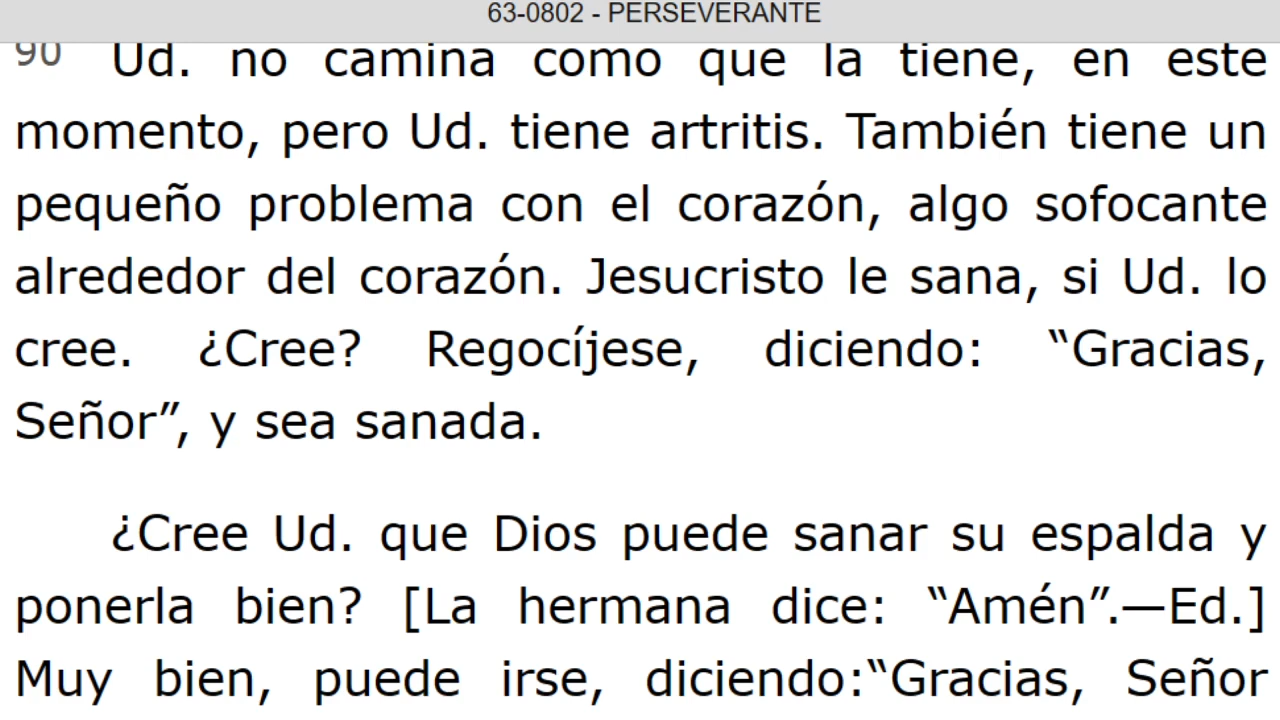 63-0802 - PERSEVERANTE
90 Ud. no camina como que la tiene, en este
momento, pero Ud. tiene artritis. También tiene un
pequeño problema con el corazón, algo sofocante
alrededor del corazón. Jesucristo le sana, si Ud. lo
cree. ¿Cree? Regocíjese, diciendo: “Gracias,
Señor”, y sea sanada.
¿Cree Ud. que Dios puede sanar su espalda y
ponerla bien? [La hermana dice: “Amén”.—Ed.]
Muy bien, puede irse, diciendo:“Gracias, Señor